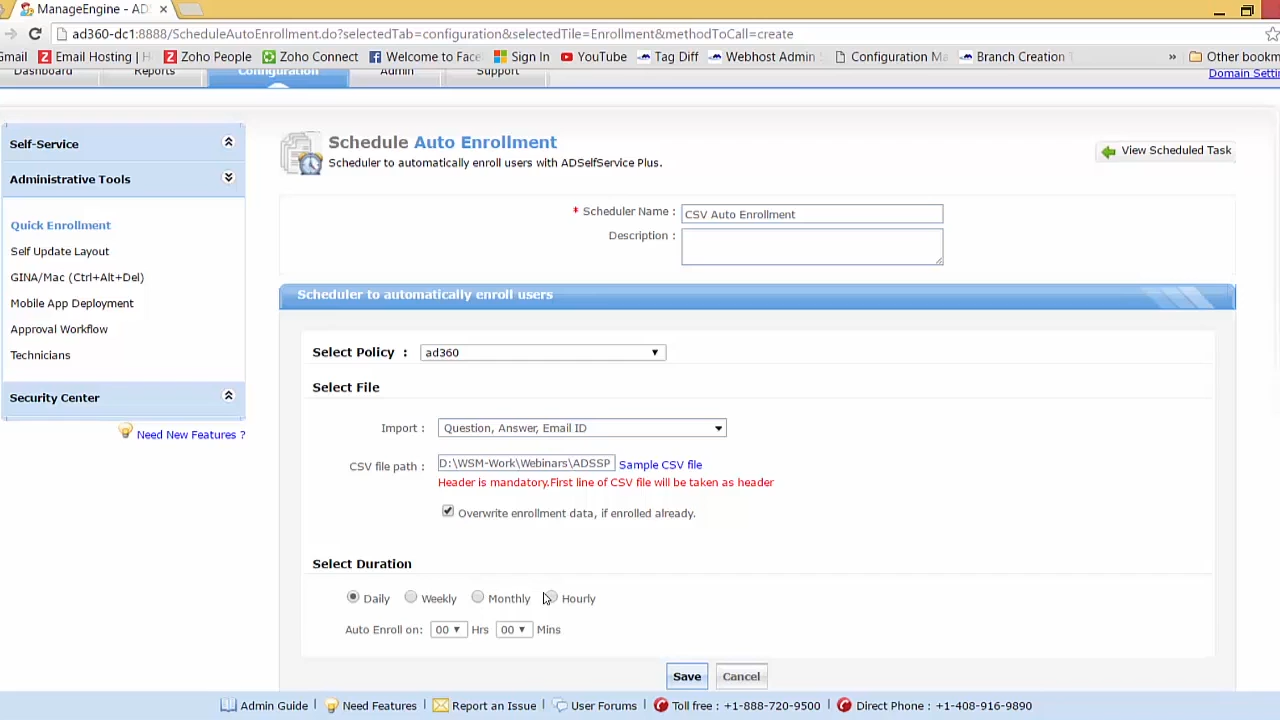 ManageEngine - AD
ad360-dc1:8888/ScheduleAutoEnrollment.do?selectedTab=configuration&selectedTile=Enrollment&methodToCall=create
Gmail Email Hosting | H Zoho People Zoho Connect Welcome to Face Sign In YouTube Tag Diff Webhost Admin Configuration Ma Branch Creation T » Other bookm
Dashboard Reports Configuration Admin Support
Domain Setti
Self-Service
Administrative Tools
Quick Enrollment
Self Update Layout
GINA/Mac (Ctrl+Alt+Del)
Mobile App Deployment
Approval Workflow
Technicians
Security Center
Need New Features ?
Schedule Auto Enrollment
Scheduler to automatically enroll users with ADSelfService Plus.
View Scheduled Task
* Scheduler Name : CSV Auto Enrollment
Description :
Scheduler to automatically enroll users
Select Policy : ad360
Select File
Import : Question, Answer, Email ID
CSV file path : D:\WSM-Work\Webinars\ADSSP Sample CSV file
Header is mandatory.First line of CSV file will be taken as header
Overwrite enrollment data, if enrolled already.
Select Duration
Daily Weekly Monthly Hourly
Auto Enroll on: 00 Hrs 00 Mins
Save Cancel
Admin Guide | Need Features | Report an Issue | User Forums | Toll free : +1-888-720-9500 | Direct Phone : +1-408-916-9890